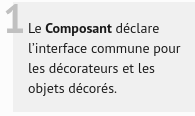 1
Le Composant déclare
l'interface commune pour
les décorateurs et les
objets décorés.